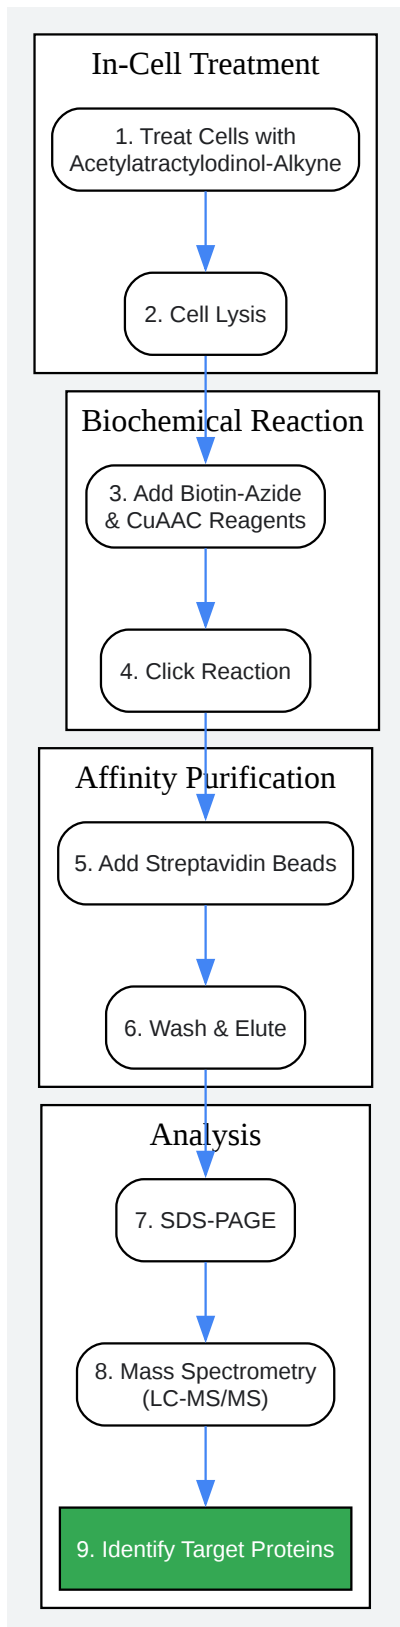 In-Cell Treatment
1. Treat Cells with
Acetylatractylodinol-Alkyne
2. Cell Lysis
Biochemical Reaction
3. Add Biotin-Azide
& CuAAC Reagents
4. Click Reaction
Affinity Purification
5. Add Streptavidin Beads
6. Wash & Elute
Analysis
7. SDS-PAGE
8. Mass Spectrometry
(LC-MS/MS)
9. Identify Target Proteins